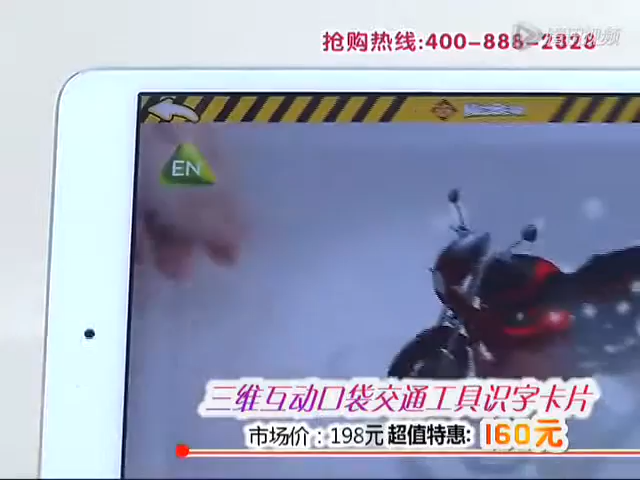 抢购热线:400-888-2328
EN
三维互动口袋交通工具识字卡片
市场价：198元 超值特惠: 160元